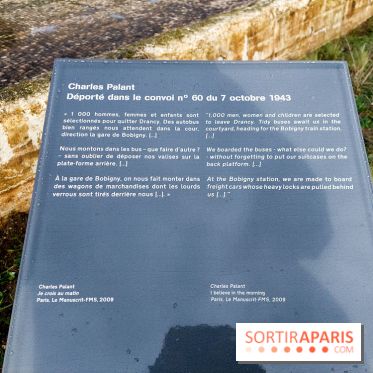 Charles Palant
Déporté dans le convoi nº 60 du 7 octobre 1943
« 1 000 hommes, femmes et enfants sont
sélectionnés pour quitter Drancy. Des autobus
bien rangés nous attendent dans la cour,
direction la gare de Bobigny. [...]
Nous montons dans les bus - que faire d'autre ?
- sans oublier de déposer nos valises sur la
plate-forme arrière. [...]
À la gare de Bobigny, on nous fait monter dans
des wagons de marchandises dont les lourds
verrous sont tirés derrière nous [...]. »
Charles Palant
Je crois au matin
Paris, Le Manuscrit-FMS, 2009
"1,000 men, women and children are selected
to leave Drancy. Tidy buses await us in the
courtyard, heading for the Bobigny train station.
[...]
We boarded the buses - what else could we do?
- without forgetting to put our suitcases on the
back platform. [...]
At the Bobigny station, we are made to board
freight cars whose heavy locks are pulled behind
us [...]."
Charles Palant
I believe in the morning
Paris, Le Manuscrit-FMS, 2009
SORTIRAPARIS
.COM